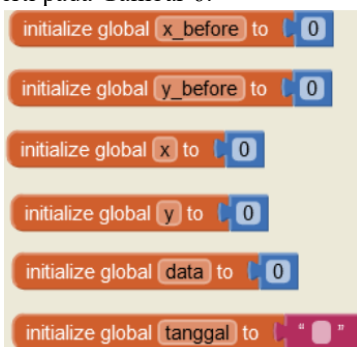 initialize global x_before to 0
initialize global y_before to 0
initialize global x to 0
initialize global y to 0
initialize global data to 0
initialize global tanggal to " "